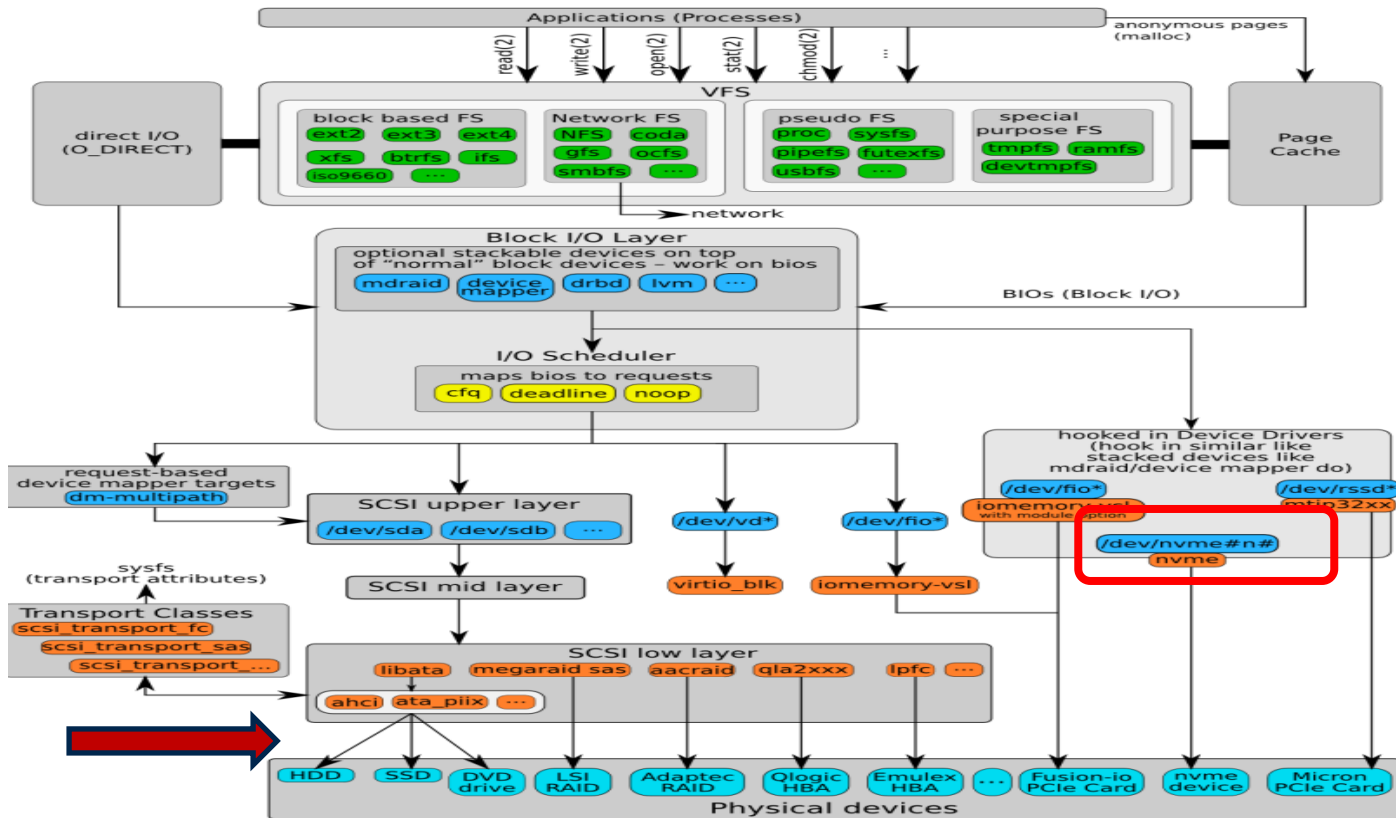 Applications (Processes)
anonymous pages
(malloc)
read(2)
write(2)
open(2)
stat(2)
chmod(2)
...
VFS
direct I/O
(O_DIRECT)
block based FS
ext2 ext3 ext4
xfs btrfs ifs
iso9660 ...
Network FS
NFS coda
gfs ocfs
smbfs ...
pseudo FS
proc sysfs
pipefs futexfs
usbfs ...
special
purpose FS
tmpfs ramfs
devtmpfs
Page
Cache
network
Block I/O Layer
optional stackable devices on top
of “normal” block devices – work on bios
mdraid device mapper drbd lvm ...
BIOs (Block I/O)
I/O Scheduler
maps bios to requests
cfq deadline noop
hooked in Device Drivers
(hook in similar like
stacked devices like
mdraid/device mapper do)
/dev/fio* /dev/rssd*
iomemory-vsl mtip32xx
with module option
/dev/nvme#n#
nvme
request-based
device mapper targets
dm-multipath
SCSI upper layer
/dev/sda /dev/sdb ...
/dev/vd* /dev/fio*
sysfs
(transport attributes)
SCSI mid layer
virtio_blk iomemory-vsl
Transport Classes
scsi_transport_fc
scsi_transport_sas
scsi_transport_...
SCSI low layer
libata megaraid sas aacraid qla2xxx lpfc ...
ahci ata_piix ...
HDD SSD DVD drive LSI RAID Adaptec RAID Qlogic HBA Emulex HBA ... Fusion-io PCIe Card nvme device Micron PCIe Card
Physical devices